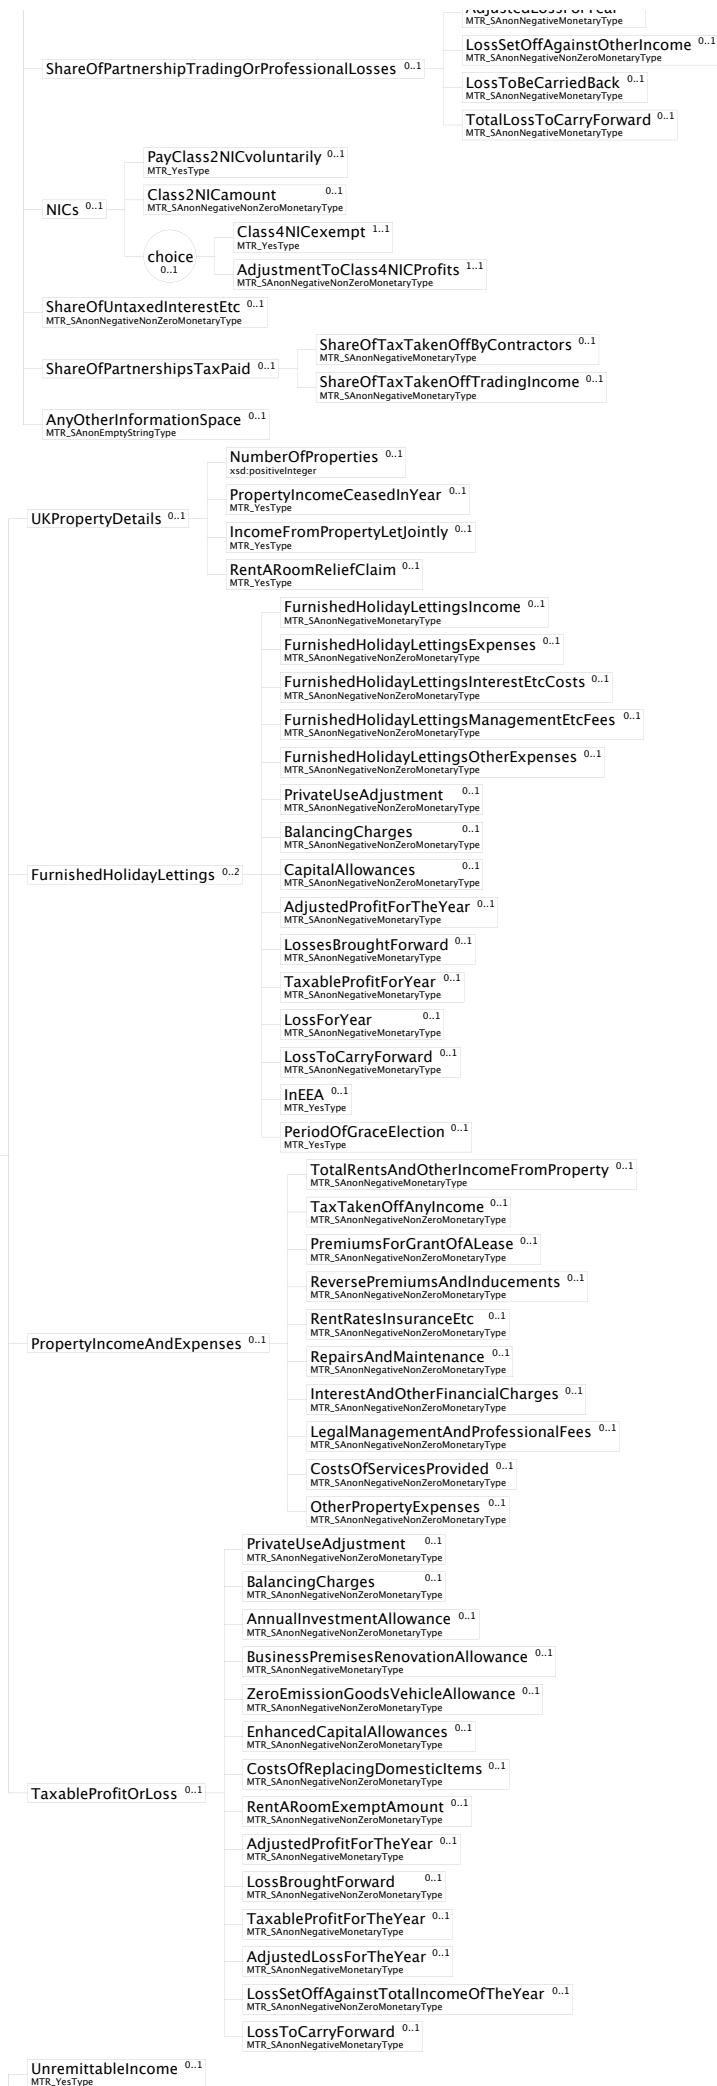 AdjustedLossForYear
MTR_SAnonNegativeMonetaryType
LossSetOffAgainstOtherIncome 0..1
MTR_SAnonNegativeNonZeroMonetaryType
ShareOfPartnershipTradingOrProfessionalLosses 0..1
LossToBeCarriedBack 0..1
MTR_SAnonNegativeMonetaryType
TotalLossToCarryForward 0..1
MTR_SAnonNegativeMonetaryType
PayClass2NICvoluntarily 0..1
MTR_YesType
Class2NICamount 0..1
MTR_SAnonNegativeNonZeroMonetaryType
NICs 0..1
Class4NICexempt 1..1
MTR_YesType
choice
0..1
AdjustmentToClass4NICProfits 1..1
MTR_SAnonNegativeNonZeroMonetaryType
ShareOfUntaxedInterestEtc 0..1
MTR_SAnonNegativeNonZeroMonetaryType
ShareOfTaxTakenOffByContractors 0..1
MTR_SAnonNegativeMonetaryType
ShareOfPartnershipsTaxPaid 0..1
ShareOfTaxTakenOffTradingIncome 0..1
MTR_SAnonNegativeMonetaryType
AnyOtherInformationSpace 0..1
MTR_SAnonEmptyStringType
NumberOfProperties 0..1
xsd:positiveInteger
PropertyIncomeCeasedInYear 0..1
MTR_YesType
UKPropertyDetails 0..1
IncomeFromPropertyLetJointly 0..1
MTR_YesType
RentARoomReliefClaim 0..1
MTR_YesType
FurnishedHolidayLettingsIncome 0..1
MTR_SAnonNegativeMonetaryType
FurnishedHolidayLettingsExpenses 0..1
MTR_SAnonNegativeNonZeroMonetaryType
FurnishedHolidayLettingsInterestEtcCosts 0..1
MTR_SAnonNegativeNonZeroMonetaryType
FurnishedHolidayLettingsManagementEtcFees 0..1
MTR_SAnonNegativeNonZeroMonetaryType
FurnishedHolidayLettingsOtherExpenses 0..1
MTR_SAnonNegativeNonZeroMonetaryType
PrivateUseAdjustment 0..1
MTR_SAnonNegativeNonZeroMonetaryType
BalancingCharges 0..1
MTR_SAnonNegativeNonZeroMonetaryType
FurnishedHolidayLettings 0..2
CapitalAllowances 0..1
MTR_SAnonNegativeNonZeroMonetaryType
AdjustedProfitForTheYear 0..1
MTR_SAnonNegativeMonetaryType
LossesBroughtForward 0..1
MTR_SAnonNegativeMonetaryType
TaxableProfitForYear 0..1
MTR_SAnonNegativeMonetaryType
LossForYear 0..1
MTR_SAnonNegativeMonetaryType
LossToCarryForward 0..1
MTR_SAnonNegativeMonetaryType
InEEA 0..1
MTR_YesType
PeriodOfGraceElection 0..1
MTR_YesType
TotalRentsAndOtherIncomeFromProperty 0..1
MTR_SAnonNegativeMonetaryType
TaxTakenOffAnyIncome 0..1
MTR_SAnonNegativeNonZeroMonetaryType
PremiumsForGrantOfALease 0..1
MTR_SAnonNegativeNonZeroMonetaryType
ReversePremiumsAndInducements 0..1
MTR_SAnonNegativeNonZeroMonetaryType
RentRatesInsuranceEtc 0..1
MTR_SAnonNegativeNonZeroMonetaryType
PropertyIncomeAndExpenses 0..1
RepairsAndMaintenance 0..1
MTR_SAnonNegativeNonZeroMonetaryType
InterestAndOtherFinancialCharges 0..1
MTR_SAnonNegativeNonZeroMonetaryType
LegalManagementAndProfessionalFees 0..1
MTR_SAnonNegativeNonZeroMonetaryType
CostsOfServicesProvided 0..1
MTR_SAnonNegativeNonZeroMonetaryType
OtherPropertyExpenses 0..1
MTR_SAnonNegativeNonZeroMonetaryType
PrivateUseAdjustment 0..1
MTR_SAnonNegativeNonZeroMonetaryType
BalancingCharges 0..1
MTR_SAnonNegativeNonZeroMonetaryType
AnnualInvestmentAllowance 0..1
MTR_SAnonNegativeNonZeroMonetaryType
BusinessPremisesRenovationAllowance 0..1
MTR_SAnonNegativeMonetaryType
ZeroEmissionGoodsVehicleAllowance 0..1
MTR_SAnonNegativeNonZeroMonetaryType
EnhancedCapitalAllowances 0..1
MTR_SAnonNegativeNonZeroMonetaryType
CostsOfReplacingDomesticItems 0..1
MTR_SAnonNegativeNonZeroMonetaryType
TaxableProfitOrLoss 0..1
RentARoomExemptAmount 0..1
MTR_SAnonNegativeNonZeroMonetaryType
AdjustedProfitForTheYear 0..1
MTR_SAnonNegativeMonetaryType
LossBroughtForward 0..1
MTR_SAnonNegativeNonZeroMonetaryType
TaxableProfitForTheYear 0..1
MTR_SAnonNegativeMonetaryType
AdjustedLossForTheYear 0..1
MTR_SAnonNegativeMonetaryType
LossSetOffAgainstTotalIncomeOfTheYear 0..1
MTR_SAnonNegativeNonZeroMonetaryType
LossToCarryForward 0..1
MTR_SAnonNegativeMonetaryType
UnremittableIncome 0..1
MTR_YesType